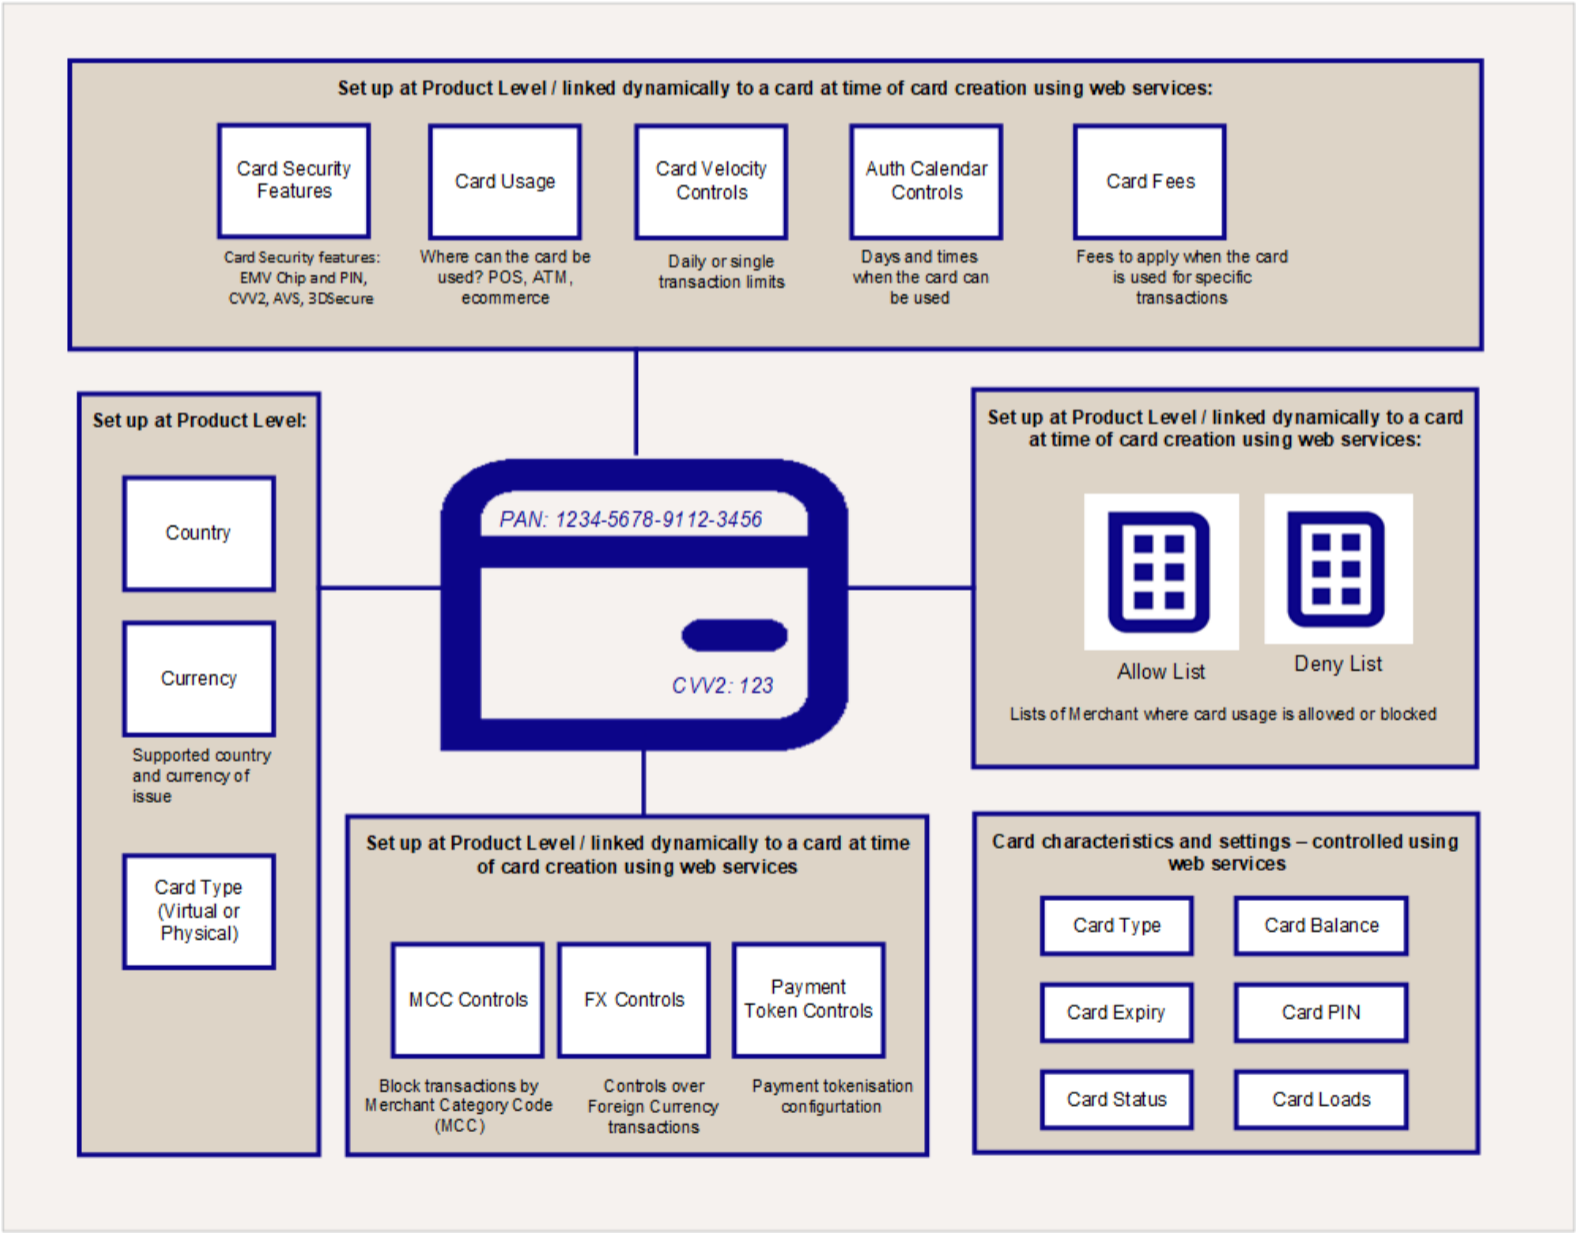 Set up at Product Level / linked dynamically to a card at time of card creation using web services:
Card Security
Features
Card Usage
Card Velocity
Controls
Auth Calendar
Controls
Card Fees
Card Security features:
EMV Chip and PIN,
CVV2, AVS, 3DSecure
Where can the card be
used? POS, ATM,
ecommerce
Daily or single
transaction limits
Days and times
when the card can
be used
Fees to apply when the card
is used for specific
transactions
Set up at Product Level:
Country
Currency
Supported country
and currency of
issue
Card Type
(Virtual or
Physical)
PAN: 1234-5678-9112-3456
CVV2: 123
Set up at Product Level / linked dynamically to a card
at time of card creation using web services:
Allow List
Deny List
Lists of Merchant where card usage is allowed or blocked
Set up at Product Level / linked dynamically to a card at time
of card creation using web services
MCC Controls
FX Controls
Payment
Token Controls
Block transactions by
Merchant Category Code
(MCC)
Controls over
Foreign Currency
transactions
Payment tokenisation
configurtation
Card characteristics and settings – controlled using
web services
Card Type
Card Balance
Card Expiry
Card PIN
Card Status
Card Loads